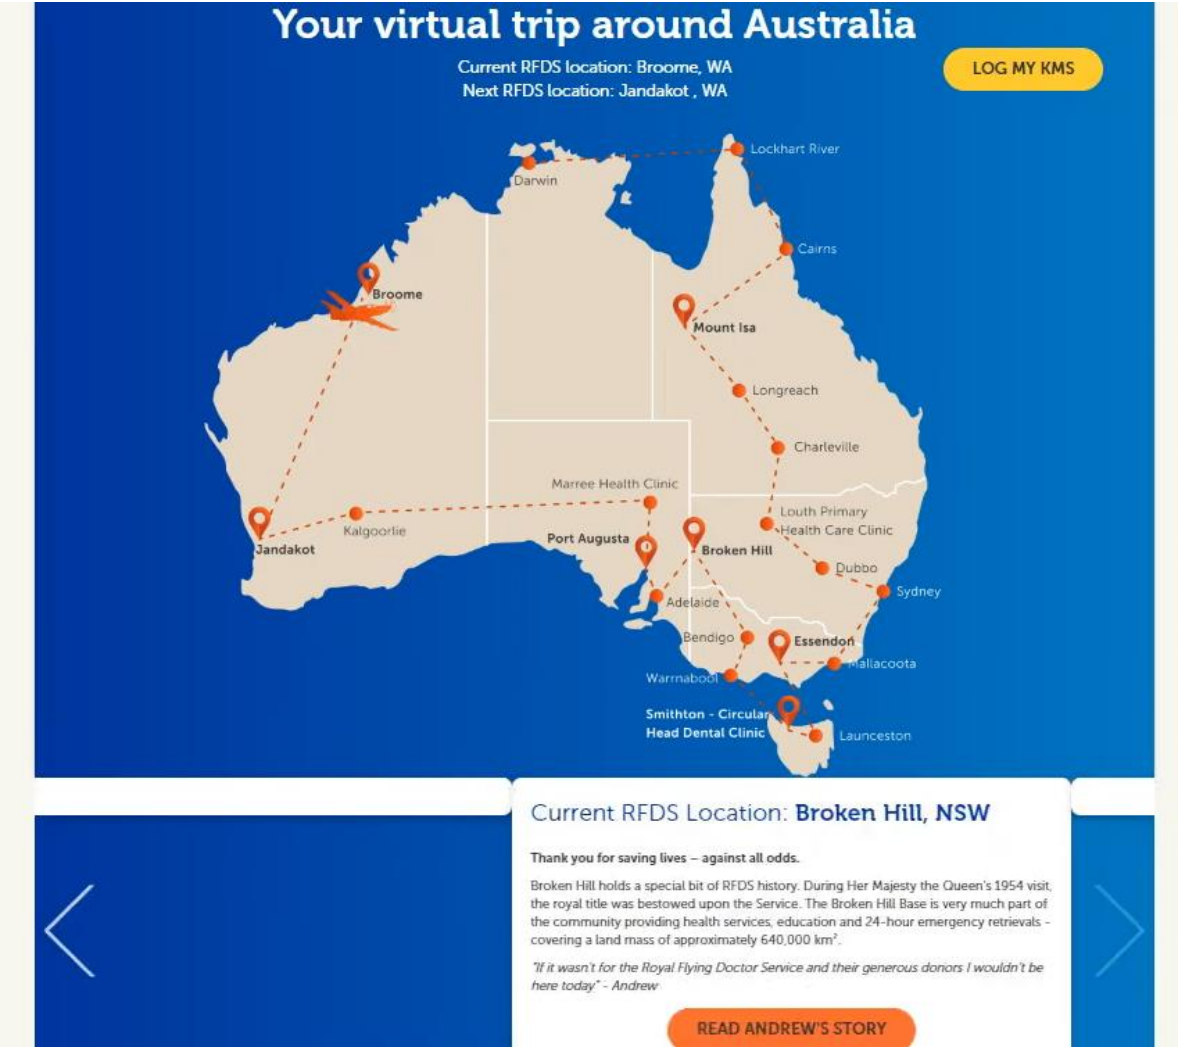 Your virtual trip around Australia
Current RFDS location: Broome, WA
Next RFDS location: Jandakot , WA
LOG MY KMS
Lockhart River
Darwin
Cairns
Broome
Mount Isa
Longreach
Charleville
Marree Health Clinic
Louth Primary
Health Care Clinic
Kalgoorlie
Jandakot
Port Augusta
Broken Hill
Dubbo
Sydney
Adelaide
Bendigo
Essendon
Mallacoota
Warrnabool
Smithton - Circular
Head Dental Clinic
Launceston
Current RFDS Location: Broken Hill, NSW
Thank you for saving lives – against all odds.
Broken Hill holds a special bit of RFDS history. During Her Majesty the Queen's 1954 visit,
the royal title was bestowed upon the Service. The Broken Hill Base is very much part of
the community providing health services, education and 24-hour emergency retrievals -
covering a land mass of approximately 640,000 km².
"If it wasn't for the Royal Flying Doctor Service and their generous donors I wouldn't be
here today" - Andrew
READ ANDREW'S STORY